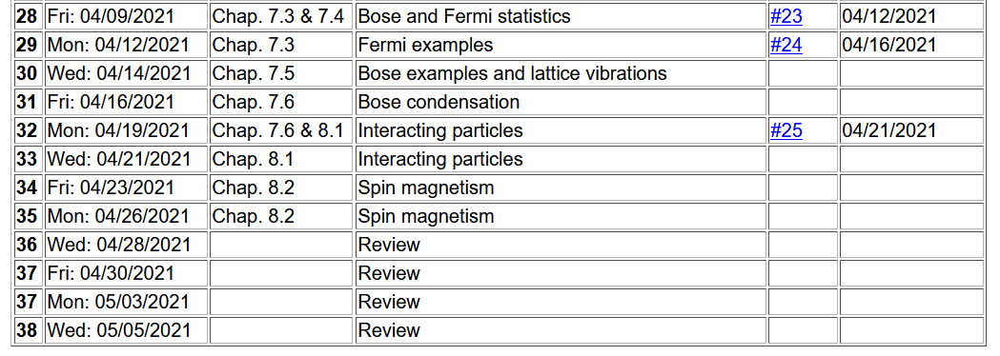 28 Fri: 04/09/2021 Chap. 7.3 & 7.4 Bose and Fermi statistics #23 04/12/2021
29 Mon: 04/12/2021 Chap. 7.3 Fermi examples #24 04/16/2021
30 Wed: 04/14/2021 Chap. 7.5 Bose examples and lattice vibrations
31 Fri: 04/16/2021 Chap. 7.6 Bose condensation
32 Mon: 04/19/2021 Chap. 7.6 & 8.1 Interacting particles #25 04/21/2021
33 Wed: 04/21/2021 Chap. 8.1 Interacting particles
34 Fri: 04/23/2021 Chap. 8.2 Spin magnetism
35 Mon: 04/26/2021 Chap. 8.2 Spin magnetism
36 Wed: 04/28/2021 Review
37 Fri: 04/30/2021 Review
37 Mon: 05/03/2021 Review
38 Wed: 05/05/2021 Review